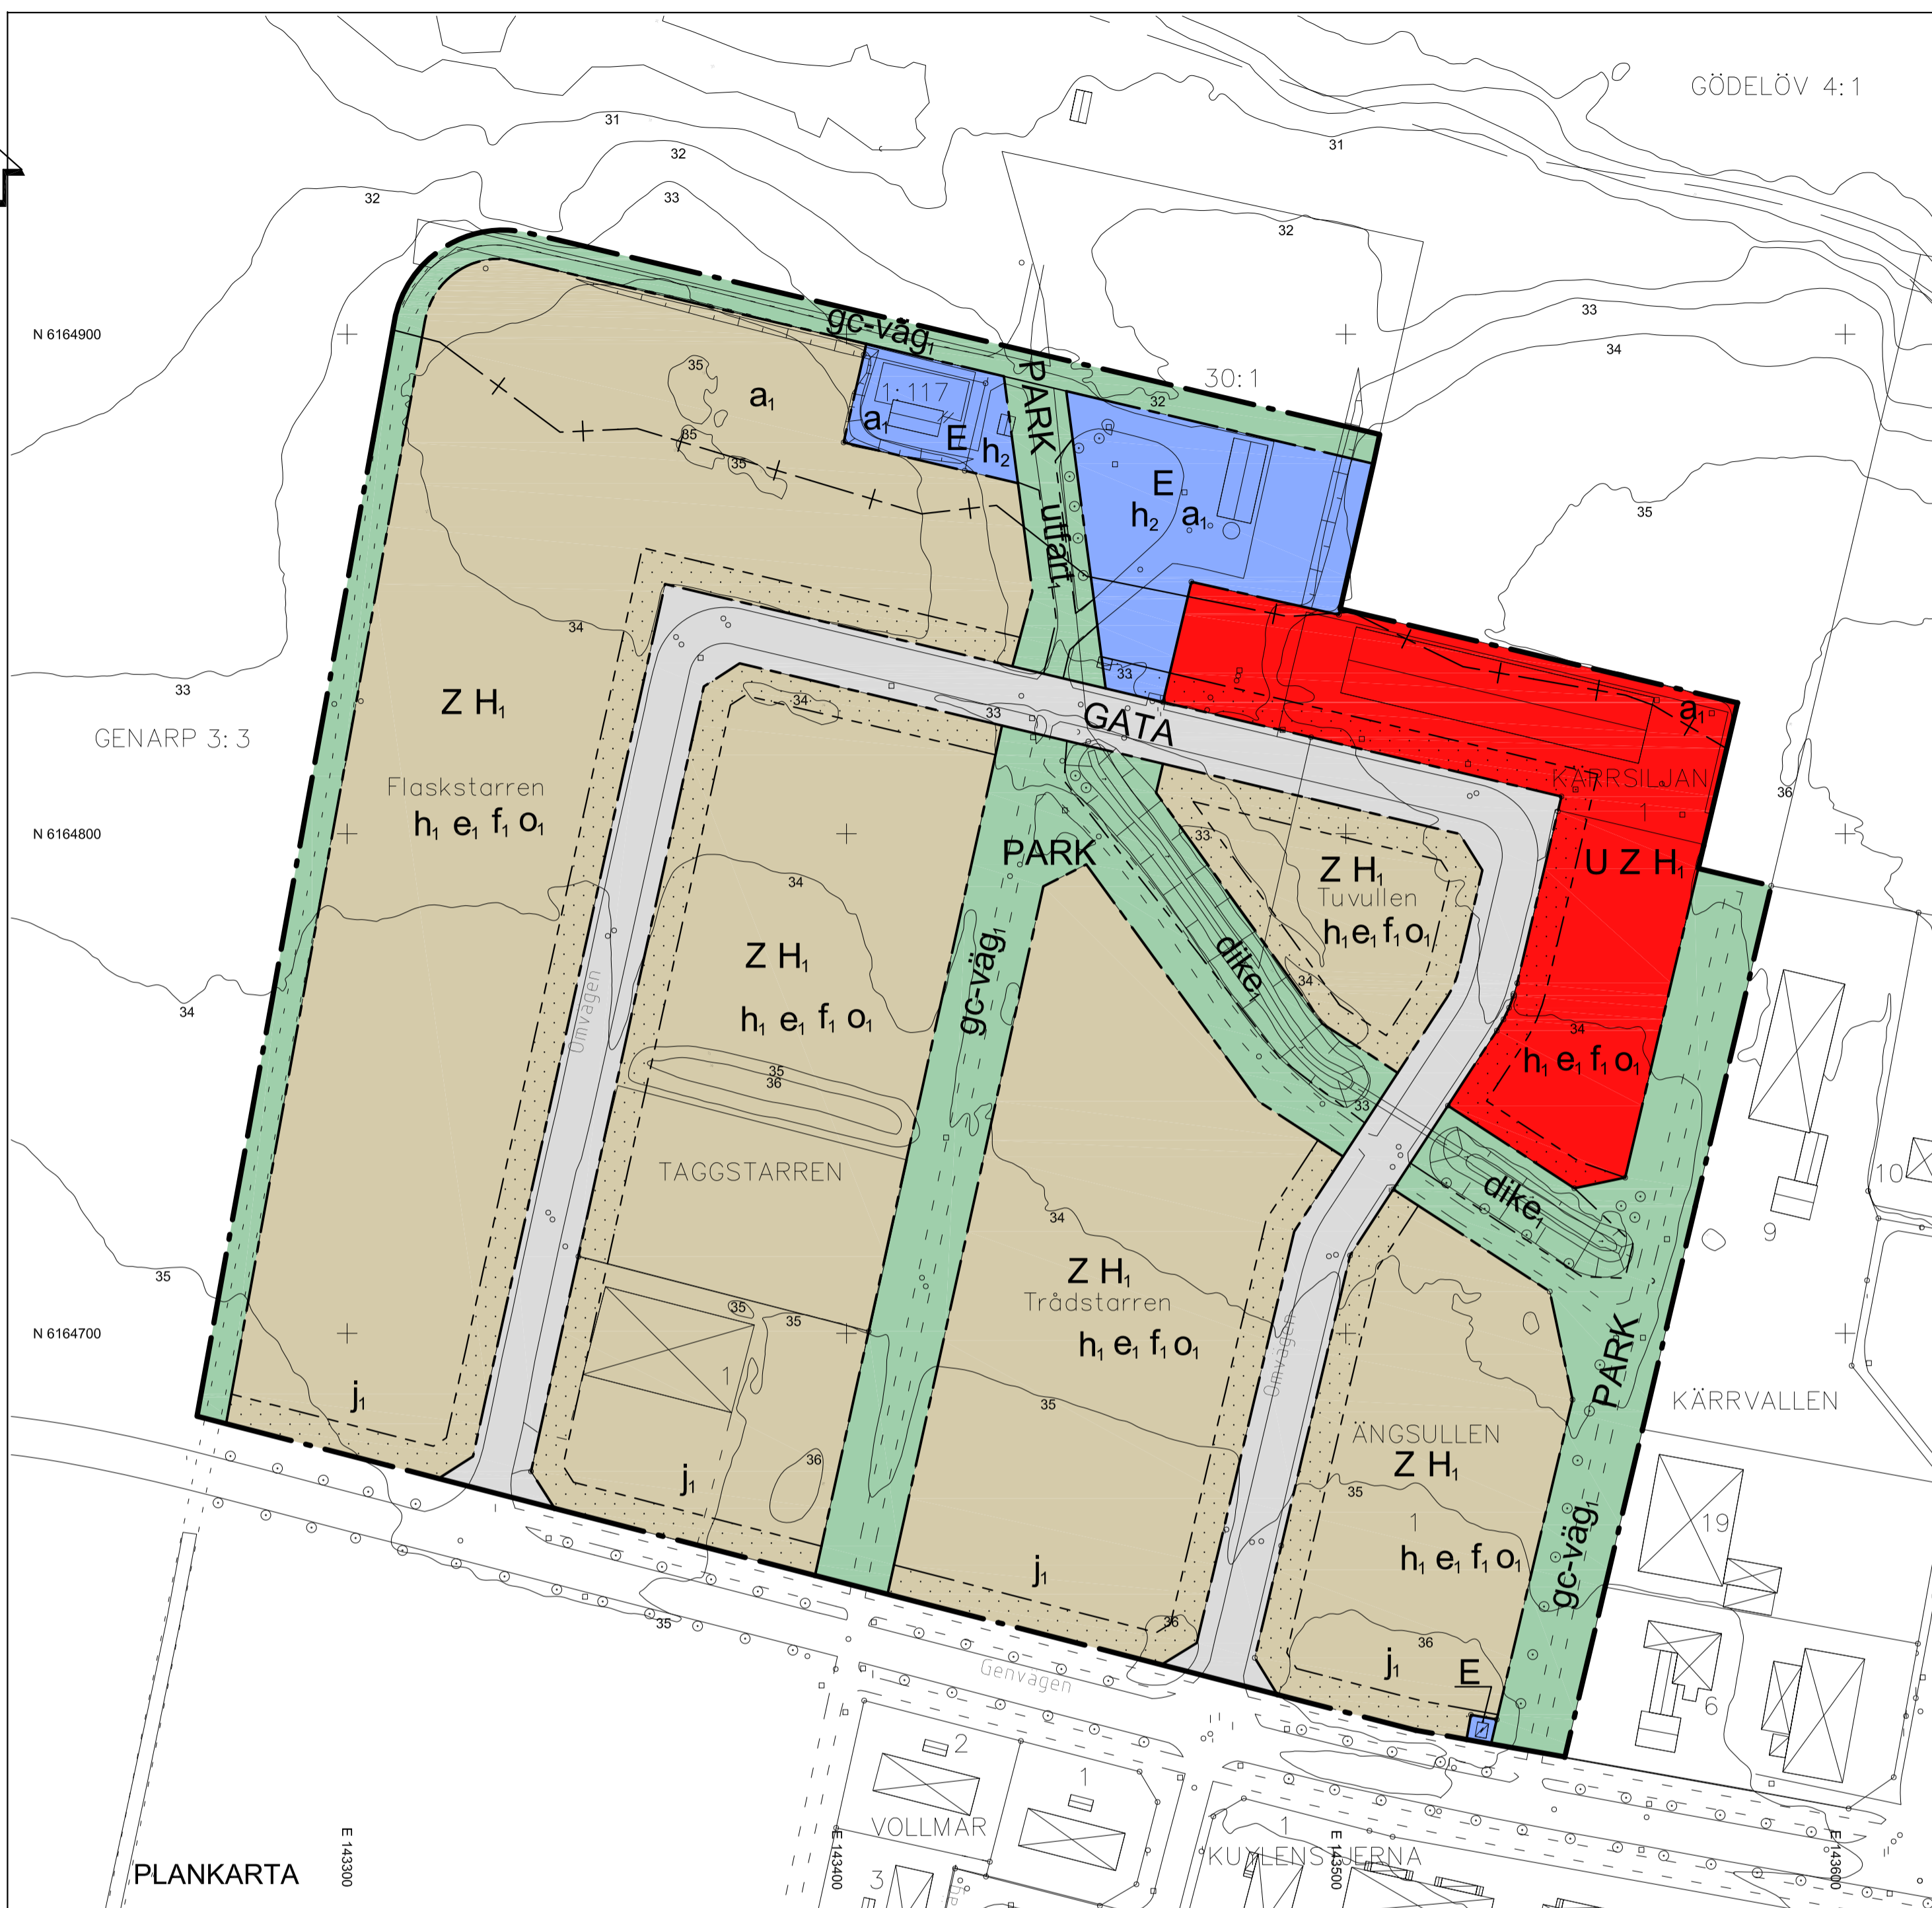 GÖDELÖV 4:1
31
31
32
32
33
32
N 6164900
33
34
gc-väg₁
PARK
30:1
32
35
a₁
1:117
a₁
E
h₂
35
35
E
h₂ a₁
35
utfart₁
34
33
Z H₁
34
33
33
GATA
a₁
GENARP 3:3
Flaskstarren
h₁ e₁ f₁ o₁
KÄRRSILJAN
1
36
N 6164800
33
PARK
Z H₁
Tuvullen
h₁ e₁ f₁ o₁
U Z H₁
34
Z H₁
h₁ e₁ f₁ o₁
gc-väg₁
dike₁
34
34
Omvägen
34
h₁ e₁ f₁ o₁
35
36
33
TAGGSTARREN
dike₁
10
9
34
35
Z H₁
Trådstarren
h₁ e₁ f₁ o₁
35
35
N 6164700
1
Omvägen
PARK
j₁
35
KÄRRVALLEN
ÄNGSULLEN
Z H₁
36
j₁
35
1
h₁ e₁ f₁ o₁
gc-väg₁
19
j₁
35
36
36
j₁
E
Genvägen
6
2
1
VOLLMAR
1
KUYLENSTJERNA
3
PLANKARTA
E 143300
E 143400
E 143500
E 143600